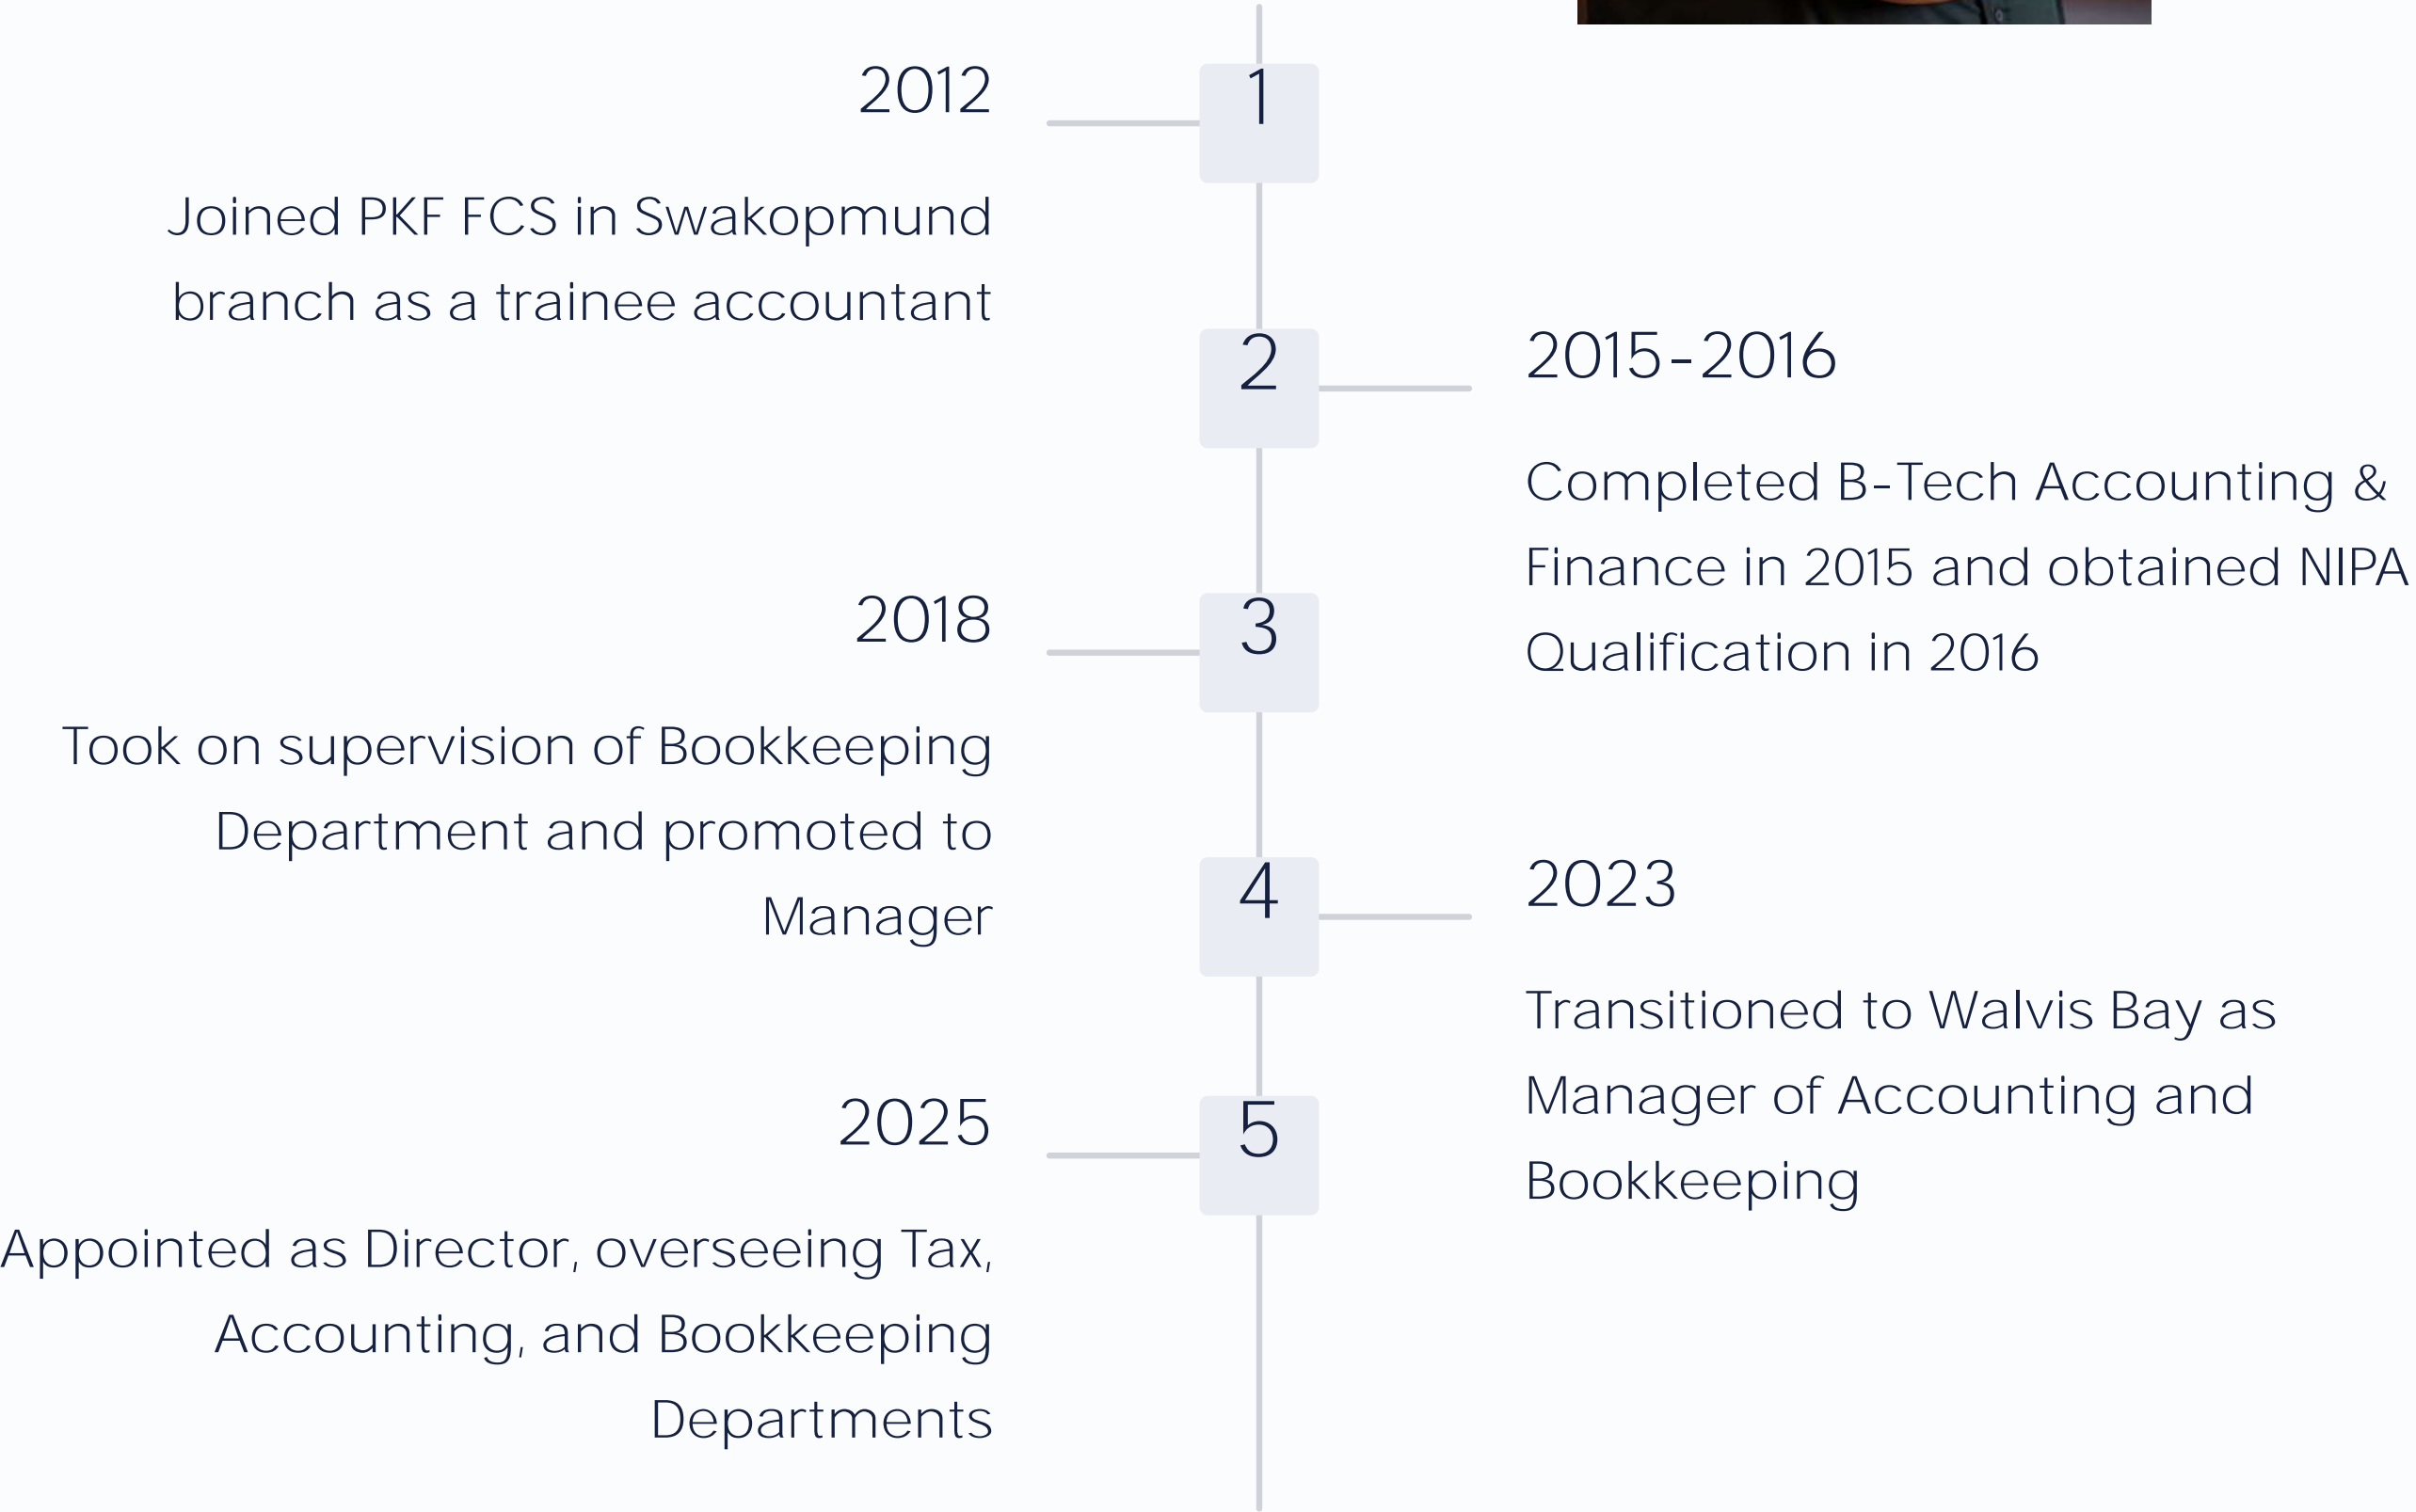 1
2012
Joined PKF FCS in Swakopmund
branch as a trainee accountant
2
2015-2016
Completed B-Tech Accounting &
Finance in 2015 and obtained NIPA
Qualification in 2016
3
2018
Took on supervision of Bookkeeping
Department and promoted to
Manager
4
2023
Transitioned to Walvis Bay as
Manager of Accounting and
Bookkeeping
5
2025
Appointed as Director, overseeing Tax,
Accounting, and Bookkeeping
Departments